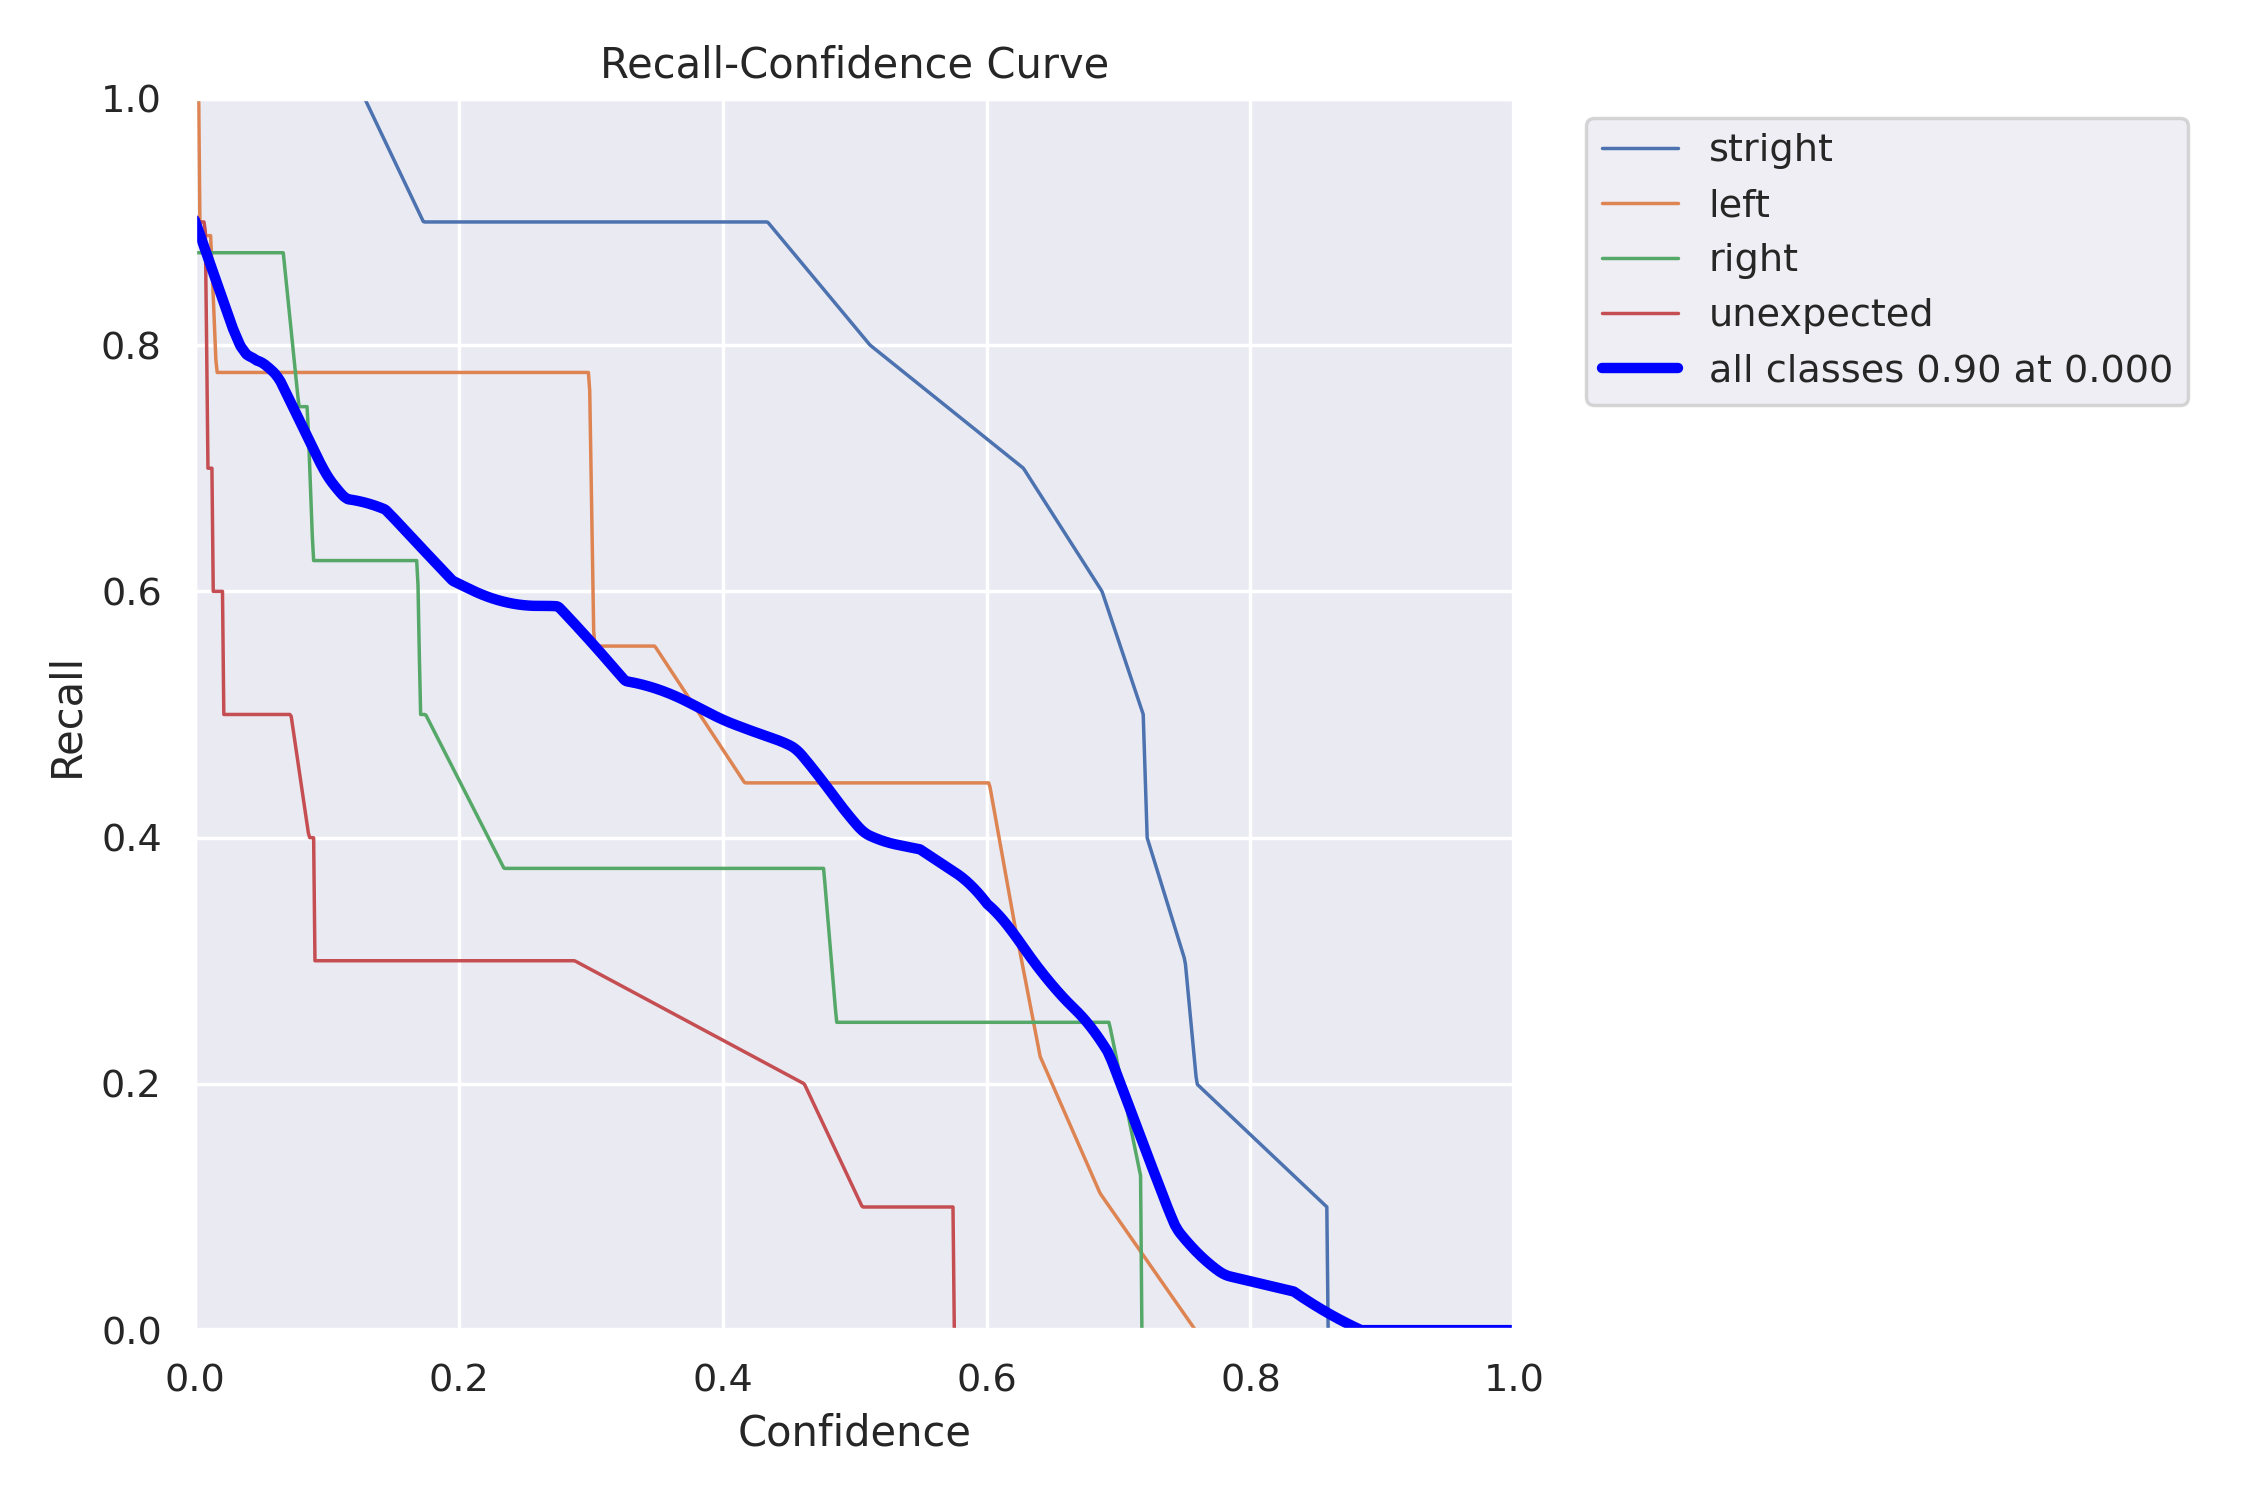 Recall-Confidence Curve
1.0
0.8
0.6
0.4
0.2
0.0
Recall
0.0 0.2 0.4 0.6 0.8 1.0
Confidence
stright
left
right
unexpected
all classes 0.90 at 0.000